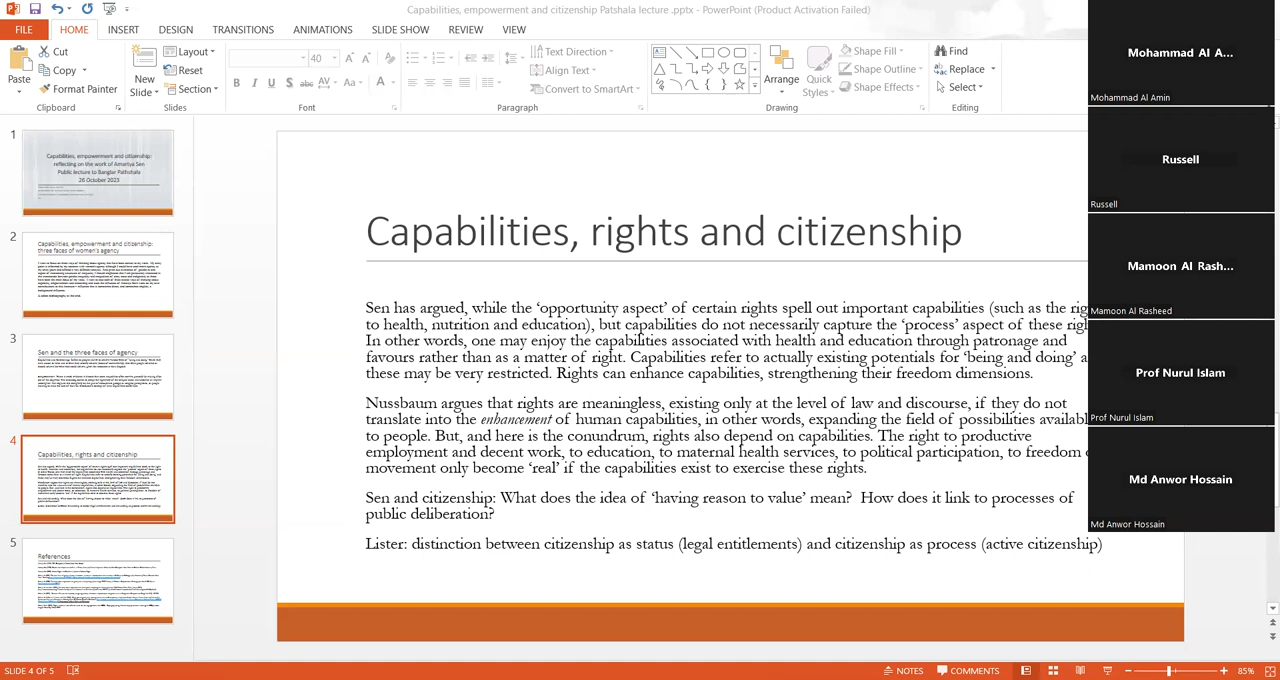 Capabilities, empowerment and citizenship Patshala lecture .pptx - PowerPoint (Product Activation Failed)
FILE HOME INSERT DESIGN TRANSITIONS ANIMATIONS SLIDE SHOW REVIEW VIEW
Paste
Cut
Copy
Format Painter
Clipboard
New
Slide
Layout
Reset
Section
Slides
40
B I U S abc AV Aa A
Font
Text Direction
Align Text
Convert to SmartArt
Paragraph
Arrange
Quick
Styles
Shape Fill
Shape Outline
Shape Effects
Drawing
Find
Replace
Select
Editing
1
Capabilities, empowerment and citizenship:
reflecting on the work of Amartya Sen
Public lecture to Banglar Pathshala
26 October 2023
2
Capabilities, empowerment and citizenship:
three faces of women's agency
3
Sen and the three faces of agency
4
Capabilities, rights and citizenship
5
References
Capabilities, rights and citizenship
Sen has argued, while the ‘opportunity aspect’ of certain rights spell out important capabilities (such as the
to health, nutrition and education), but capabilities do not necessarily capture the ‘process’ aspect of these
In other words, one may enjoy the capabilities associated with health and education through patronage and
favours rather than as a matter of right. Capabilities refer to really existing potentials for ‘being and doing’
these may be very restricted. Rights can enhance capabilities, strengthening their freedom dimensions.
Nussbaum argues that rights are meaningless, existing only at the level of law and discourse, if they do not
translate into the enhancement of human capabilities, in other words, expanding the field of possibilities
to people. But, and here is the conundrum, rights also depend on capabilities. The right to productive
employment and decent work, to education, to maternal health services, to political participation, to freedom
movement only become ‘real’ if the capabilities exist to exercise these rights.
Sen and citizenship: What does the idea of ‘having reason to value’ mean? How does it link to processes of
public deliberation?
Lister: distinction between citizenship as status (legal entitlements) and citizenship as process (active citizenship)
Mohammad Al A...
Mohammad Al Amin
Russell
Russell
Mamoon Al Rash...
Mamoon Al Rasheed
Prof Nurul Islam
Prof Nurul Islam
Md Anwor Hossain
Md Anwor Hossain
SLIDE 4 OF 5
NOTES COMMENTS 85%